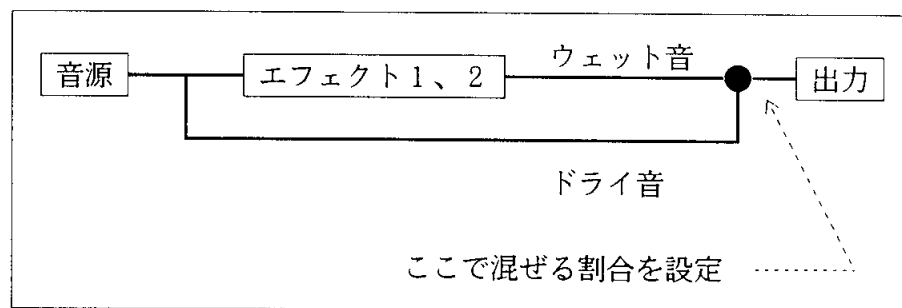 音源
エフェクト1、2
ウェット音
出力
ドライ音
ここで混ぜる割合を設定